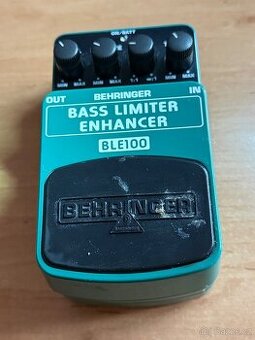 ON/BATT
MIN MAX MIN MAX 1:1 ∞:1 MIN MAX
OUT BEHRINGER IN
BASS LIMITER
ENHANCER
BLE100
BEHRINGER